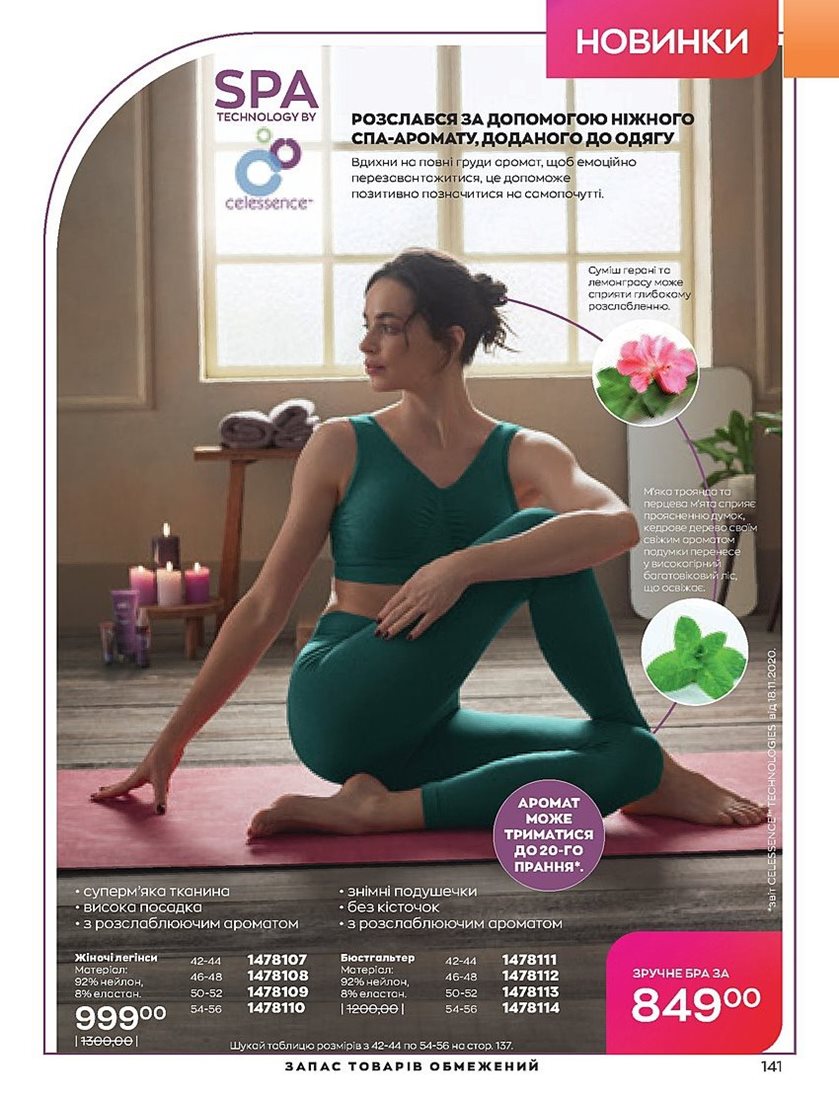 НОВИНКИ
SPA
TECHNOLOGY BY
celessence™
РОЗСЛАБСЯ ЗА ДОПОМОГОЮ НІЖНОГО
СПА-АРОМАТУ, ДОДАНОГО ДО ОДЯГУ
Вдихни на повні груди аромат, щоб емоційно
перезавантажитися, це допоможе
позитивно позначитися на самопочутті.
Суміш герані та
лемонграсу може
сприяти глибокому
розслабленню.
М'яка троянда та
перцева м'ята сприяє
проясненню думок,
кедрове дерево своїм
свіжим ароматом
подумки перенесе
у високогірний
багатовіковий ліс,
що освіжає.
*звіт CELESSENCE™ TECHNOLOGIES від 18.11.2020.
АРОМАТ
МОЖЕ
ТРИМАТИСЯ
ДО 20-ГО
ПРАННЯ*.
• суперм'яка тканина
• висока посадка
• з розслаблюючим ароматом
• знімні подушечки
• без кісточок
• з розслаблюючим ароматом
Жіночі легінси
Матеріал:
92% нейлон,
8% еластан.
999⁰⁰
|1300,00|
42-44 1478107
46-48 1478108
50-52 1478109
54-56 1478110
Бюстгальтер
Матеріал:
92% нейлон,
8% еластан.
|1200,00|
42-44 1478111
46-48 1478112
50-52 1478113
54-56 1478114
ЗРУЧНЕ БРА ЗА
849⁰⁰
Шукай таблицю розмірів з 42-44 по 54-56 на стор. 137.
ЗАПАС ТОВАРІВ ОБМЕЖЕНИЙ
141